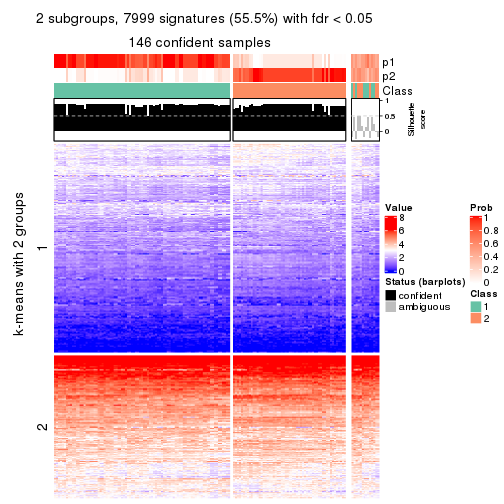 2 subgroups, 7999 signatures (55.5%) with fdr < 0.05
146 confident samples
p1
p2
Class
1
0.5
0
Silhouette
score
k-means with 2 groups
1
2
Value
8
6
4
2
0
Status (barplots)
confident
ambiguous
Prob
1
0.8
0.6
0.4
0.2
0
Class
1
2